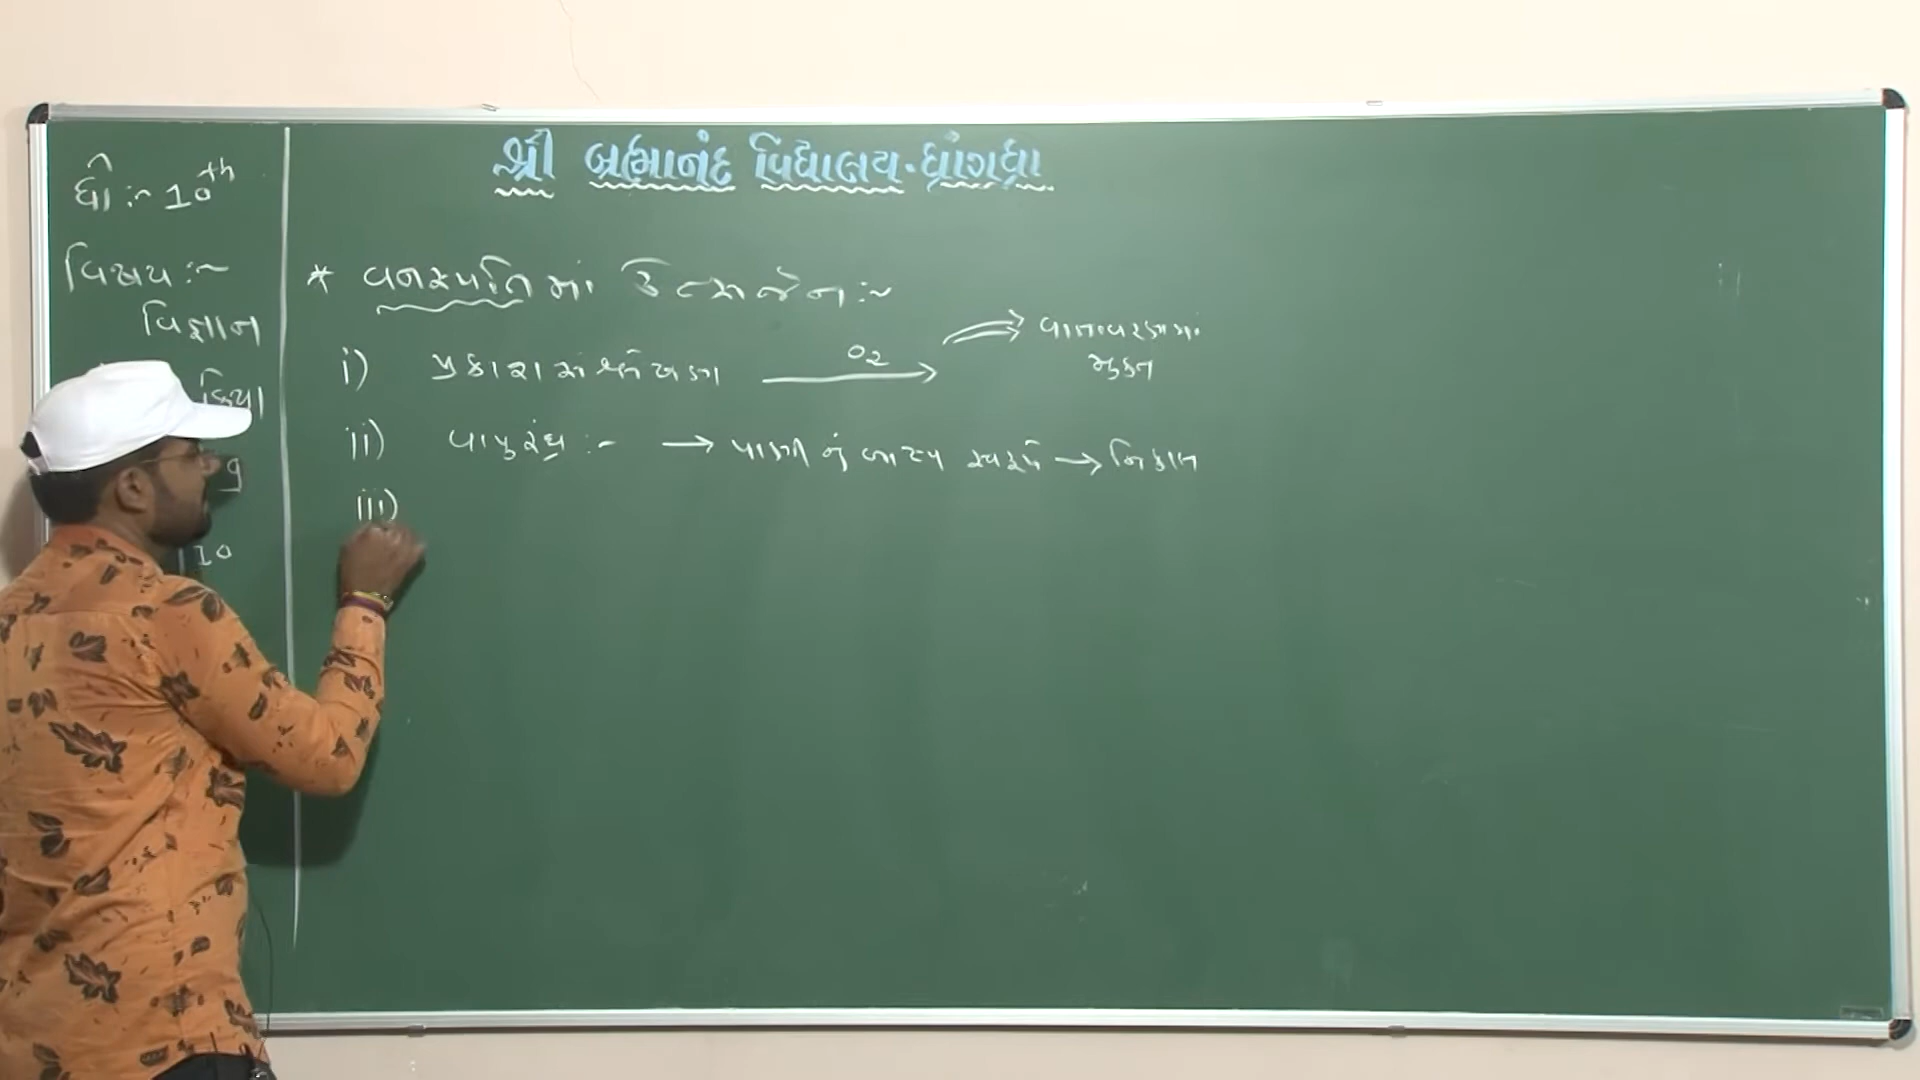 શ્રી બ્રહ્માનંદ વિદ્યાલય - ધ્રાંગધ્રા
ધો :- 10th
વિષય :-
વિજ્ઞાન
ક્રિયા
9
10
* વનસ્પતિમાં ઉત્સર્જન :-
i) પ્રકાશસંશ્લેષણ O2 → વાતાવરણમાં
મુક્ત
ii) વાયુરંધ્ર :- → પાણી નું બાષ્પ સ્વરૂપે → નિકાલ
iii)